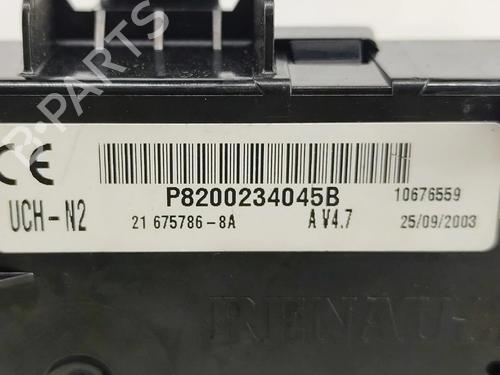 CE
P8200234045B
10676559
UCH-N2
21 675786-8A
A V4.7
25/09/2003
RENAULT
B-PARTS